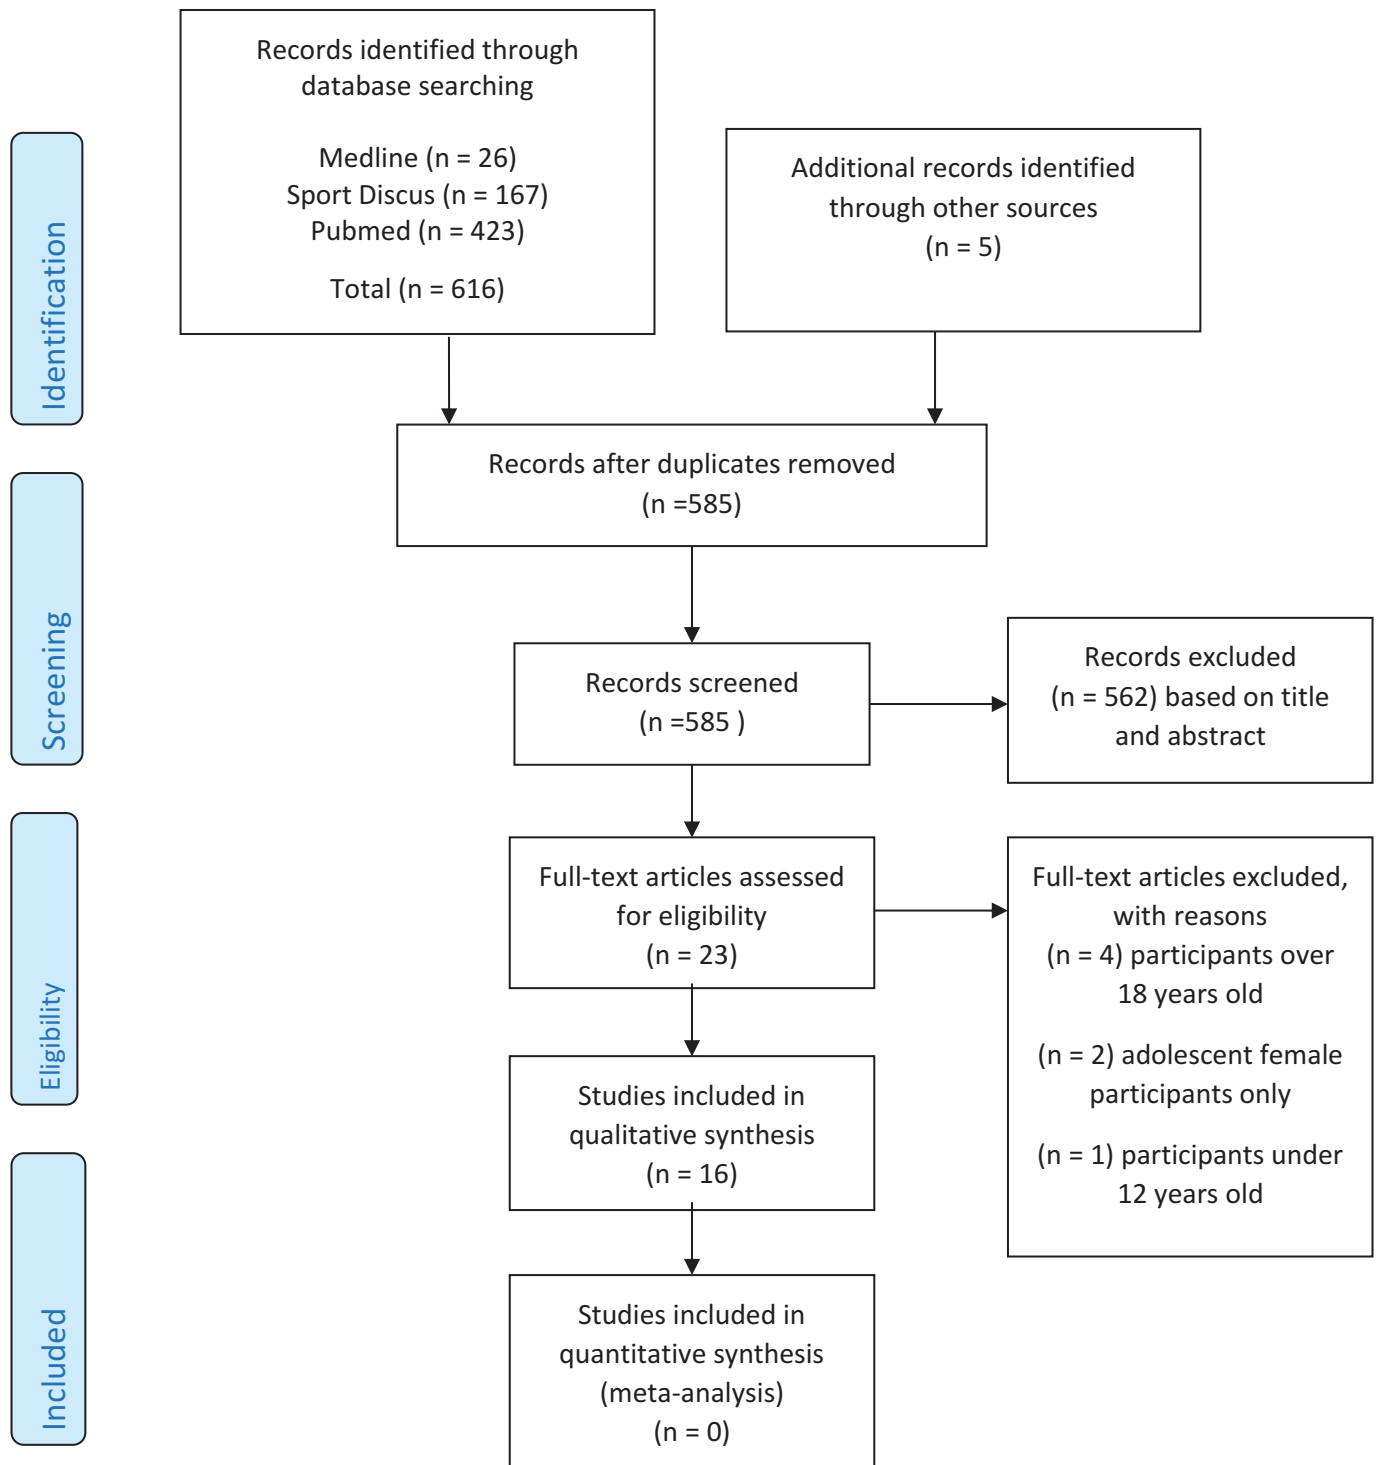 Records identified through
database searching
Medline (n = 26)
Sport Discus (n = 167)
Pubmed (n = 423)
Total (n = 616)
Additional records identified
through other sources
(n = 5)
Identification
Records after duplicates removed
(n =585)
Screening
Records screened
(n =585 )
Records excluded
(n = 562) based on title
and abstract
Eligibility
Full-text articles assessed
for eligibility
(n = 23)
Full-text articles excluded,
with reasons
(n = 4) participants over
18 years old
(n = 2) adolescent female
participants only
(n = 1) participants under
12 years old
Studies included in
qualitative synthesis
(n = 16)
Included
Studies included in
quantitative synthesis
(meta-analysis)
(n = 0)